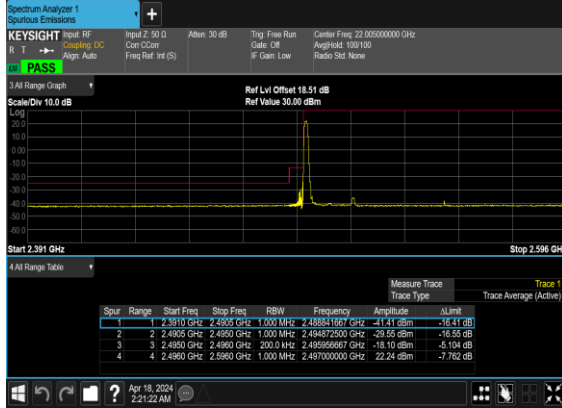 Spectrum Analyzer 1
Spurious Emissions
+
KEYSIGHT
R T
PASS
Input: RF
Coupling: DC
Align: Auto
Input Z: 50 Ω
Corr CCorr
Freq Ref: Int (S)
Atten: 30 dB
Trig: Free Run
Gate: Off
IF Gain: Low
Center Freq: 22.005000000 GHz
Avg|Hold: 100/100
Radio Std: None
3 All Range Graph
Scale/Div 10.0 dB
Ref Lvl Offset 18.51 dB
Ref Value 30.00 dBm
Log
20.0
10.0
0.00
-10.0
-20.0
-30.0
-40.0
-50.0
-60.0
Start 2.391 GHz
Stop 2.596 GH
4 All Range Table
Measure Trace Trace 1
Trace Type Trace Average (Active)
Spur Range Start Freq Stop Freq RBW Frequency Amplitude ΔLimit
1 1 2.3910 GHz 2.4905 GHz 1.000 MHz 2.488841667 GHz -41.41 dBm -16.41 dB
2 2 2.4905 GHz 2.4950 GHz 1.000 MHz 2.494872500 GHz -29.55 dBm -16.55 dB
3 3 2.4950 GHz 2.4960 GHz 200.0 kHz 2.495956667 GHz -18.10 dBm -5.104 dB
4 4 2.4960 GHz 2.5960 GHz 1.000 MHz 2.497000000 GHz 22.24 dBm -7.762 dB
?
Apr 18, 2024
2:21:22 AM